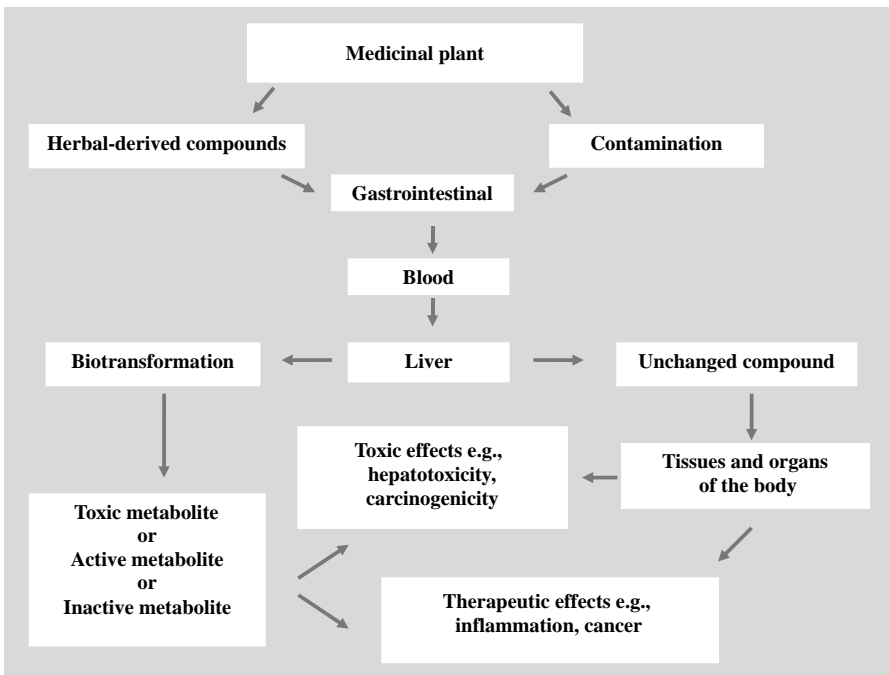 Medicinal plant
Herbal-derived compounds
Contamination
Gastrointestinal
Blood
Biotransformation
Liver
Unchanged compound
Toxic effects e.g.,
hepatotoxicity,
carcinogenicity
Tissues and organs
of the body
Toxic metabolite
or
Active metabolite
or
Inactive metabolite
Therapeutic effects e.g.,
inflammation, cancer